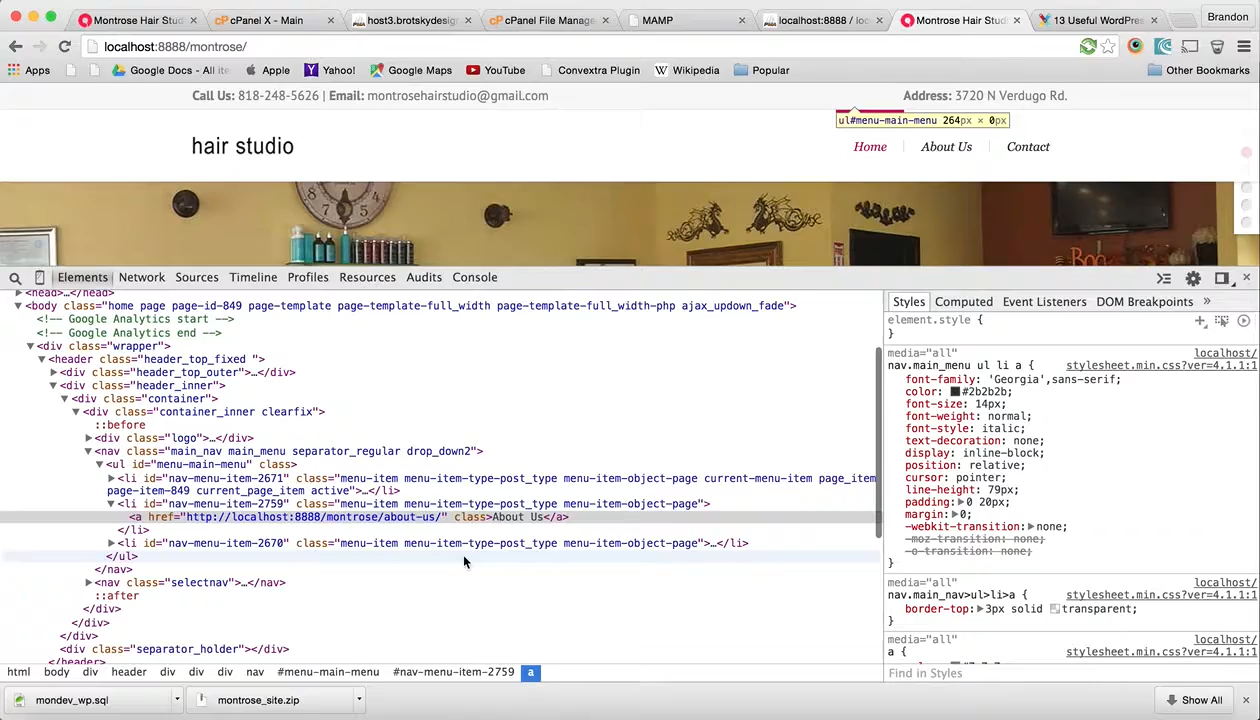 Montrose Hair Stud
cPanel X - Main
host3.brotskydesig
cPanel File Manage
MAMP
localhost:8888 / loc
Montrose Hair Stud
13 Useful WordPre
Brandon
localhost:8888/montrose/
Apps
Google Docs - All ite
Apple
Yahoo!
Google Maps
YouTube
Convextra Plugin
Wikipedia
Popular
Other Bookmarks
Call Us: 818-248-5626 | Email: montrosehairstudio@gmail.com
Address: 3720 N Verdugo Rd.
ul#menu-main-menu 264px × 0px
hair studio
Home
About Us
Contact
Elements Network Sources Timeline Profiles Resources Audits Console
▶<head>…</head>
▼<body class="home page page-id-849 page-template page-template-full_width page-template-full_width-php ajax_updown_fade">
<!-- Google Analytics start -->
<!-- Google Analytics end -->
▼<div class="wrapper">
▼<header class="header_top_fixed ">
▶<div class="header_top_outer">…</div>
▼<div class="header_inner">
▼<div class="container">
▼<div class="container_inner clearfix">
::before
▶<div class="logo">…</div>
▼<nav class="main_nav main_menu separator_regular drop_down2">
▼<ul id="menu-main-menu" class>
▶<li id="nav-menu-item-2671" class="menu-item menu-item-type-post_type menu-item-object-page current-menu-item page_item
page-item-849 current_page_item active">…</li>
▼<li id="nav-menu-item-2759" class="menu-item menu-item-type-post_type menu-item-object-page">
<a href="http://localhost:8888/montrose/about-us/" class>About Us</a>
</li>
▶<li id="nav-menu-item-2670" class="menu-item menu-item-type-post_type menu-item-object-page">…</li>
</ul>
</nav>
▶<nav class="selectnav">…</nav>
::after
</div>
</div>
</div>
<div class="separator_holder"></div>
</header>
Styles Computed Event Listeners DOM Breakpoints »
element.style {
}
media="all" localhost/
nav.main_menu ul li a { stylesheet.min.css?ver=4.1.1:1
font-family: 'Georgia',sans-serif;
color: #2b2b2b;
font-size: 14px;
font-weight: normal;
font-style: italic;
text-decoration: none;
display: inline-block;
position: relative;
cursor: pointer;
line-height: 79px;
padding:▶0 20px;
margin:▶0;
-webkit-transition:▶none;
-moz-transition: none;
-o-transition: none;
}
media="all" localhost/
nav.main_nav>ul>li>a { stylesheet.min.css?ver=4.1.1:1
border-top:▶3px solid transparent;
}
media="all" localhost/
a { stylesheet.min.css?ver=4.1.1:1
Find in Styles
html body div header div div div nav #menu-main-menu #nav-menu-item-2759 a
mondev_wp.sql
montrose_site.zip
Show All